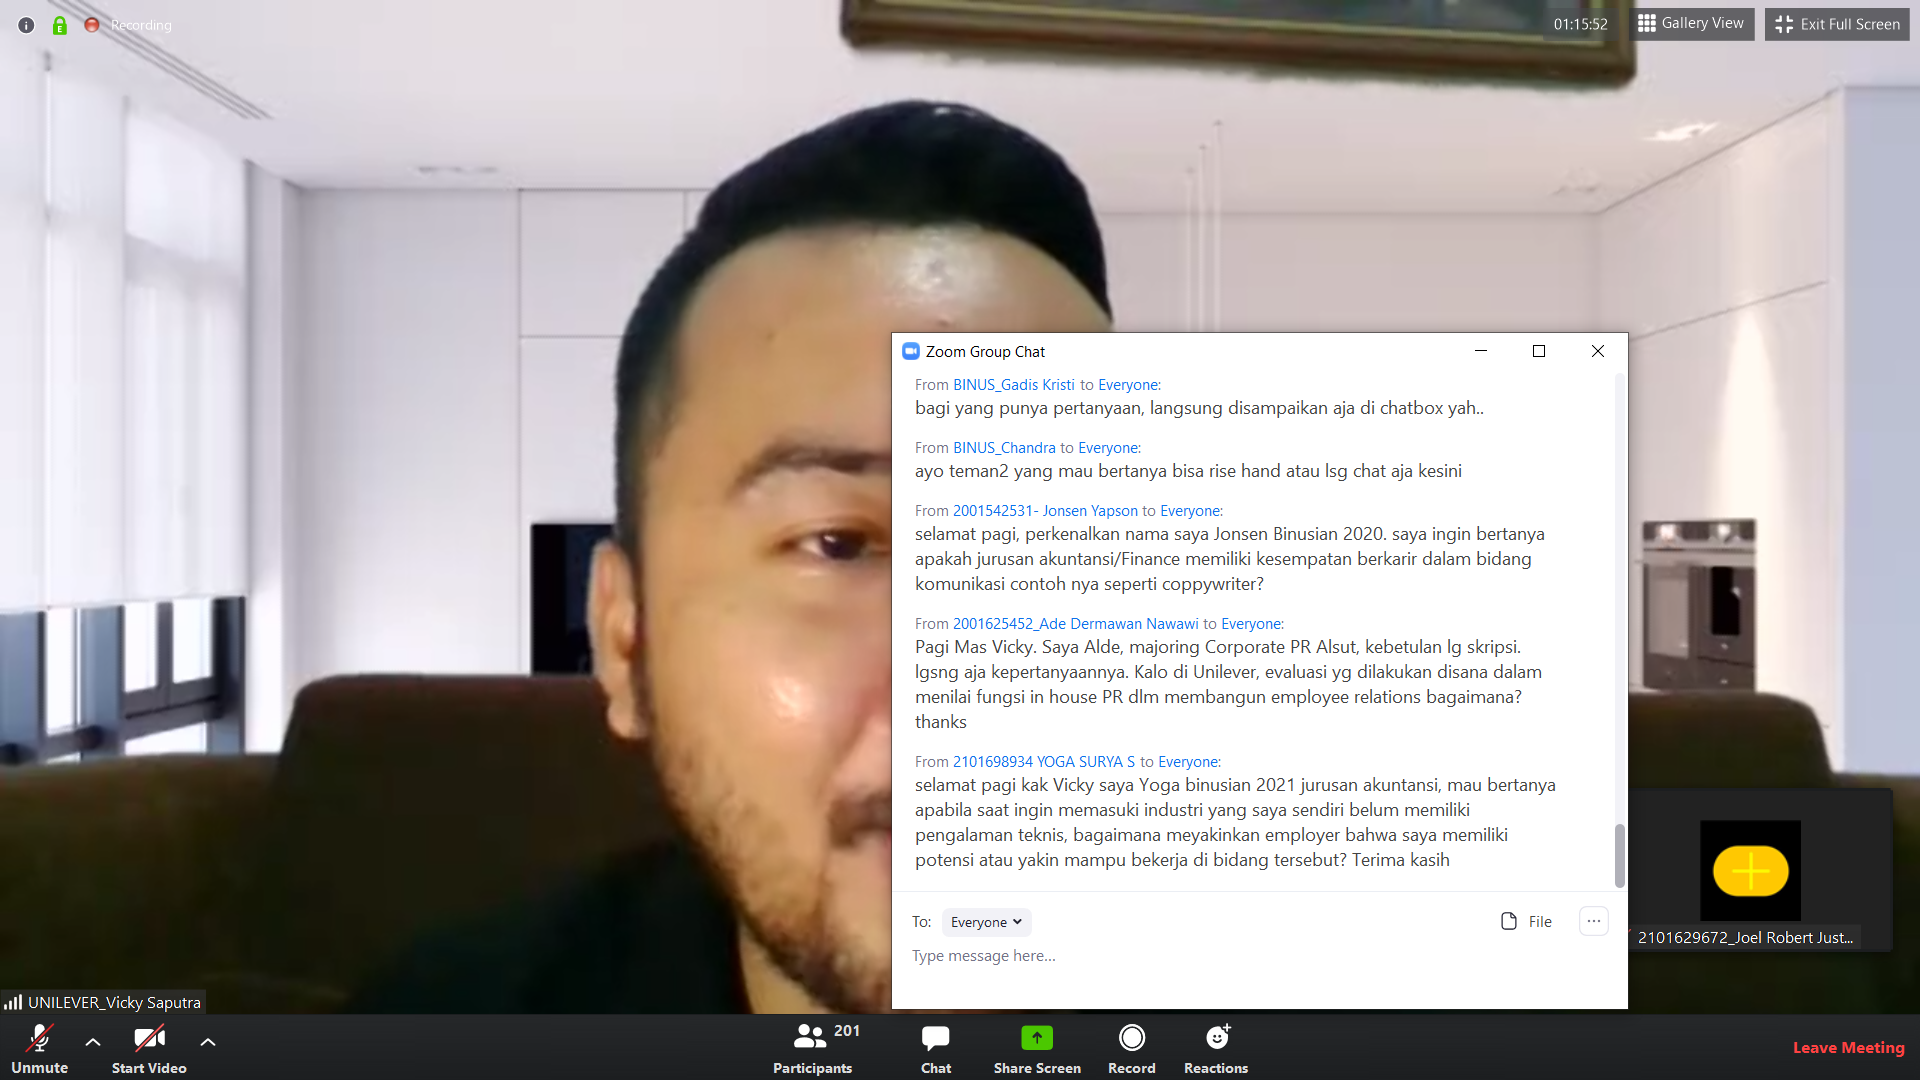 Recording
01:15:52
Gallery View
Exit Full Screen
Zoom Group Chat
From BINUS_Gadis Kristi to Everyone:
bagi yang punya pertanyaan, langsung disampaikan aja di chatbox yah..
From BINUS_Chandra to Everyone:
ayo teman2 yang mau bertanya bisa rise hand atau lsg chat aja kesini
From 2001542531- Jonsen Yapson to Everyone:
selamat pagi, perkenalkan nama saya Jonsen Binusian 2020. saya ingin bertanya
apakah jurusan akuntansi/Finance memiliki kesempatan berkarir dalam bidang
komunikasi contoh nya seperti coppywriter?
From 2001625452_Ade Dermawan Nawawi to Everyone:
Pagi Mas Vicky. Saya Alde, majoring Corporate PR Alsut, kebetulan lg skripsi.
lgsng aja kepertanyaannya. Kalo di Unilever, evaluasi yg dilakukan disana dalam
menilai fungsi in house PR dlm membangun employee relations bagaimana?
thanks
From 2101698934 YOGA SURYA S to Everyone:
selamat pagi kak Vicky saya Yoga binusian 2021 jurusan akuntansi, mau bertanya
apabila saat ingin memasuki industri yang saya sendiri belum memiliki
pengalaman teknis, bagaimana meyakinkan employer bahwa saya memiliki
potensi atau yakin mampu bekerja di bidang tersebut? Terima kasih
To: Everyone
File
Type message here...
2101629672_Joel Robert Just...
UNILEVER_Vicky Saputra
Unmute
Start Video
Participants
201
Chat
Share Screen
Record
Reactions
Leave Meeting